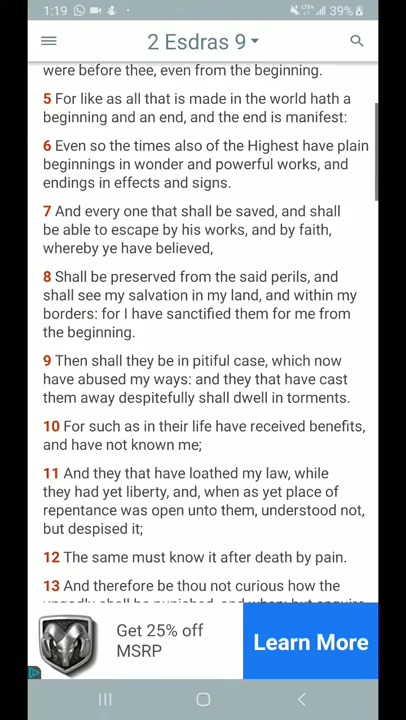 1:19
LTE+
39%
2 Esdras 9
were before thee, even from the beginning.
5 For like as all that is made in the world hath a
beginning and an end, and the end is manifest:
6 Even so the times also of the Highest have plain
beginnings in wonder and powerful works, and
endings in effects and signs.
7 And every one that shall be saved, and shall
be able to escape by his works, and by faith,
whereby ye have believed,
8 Shall be preserved from the said perils, and
shall see my salvation in my land, and within my
borders: for I have sanctified them for me from
the beginning.
9 Then shall they be in pitiful case, which now
have abused my ways: and they that have cast
them away despitefully shall dwell in torments.
10 For such as in their life have received benefits,
and have not known me;
11 And they that have loathed my law, while
they had yet liberty, and, when as yet place of
repentance was open unto them, understood not,
but despised it;
12 The same must know it after death by pain.
13 And therefore be thou not curious how the
ungodly shall be punished, and when: but enquire
Get 25% off
MSRP
Learn More